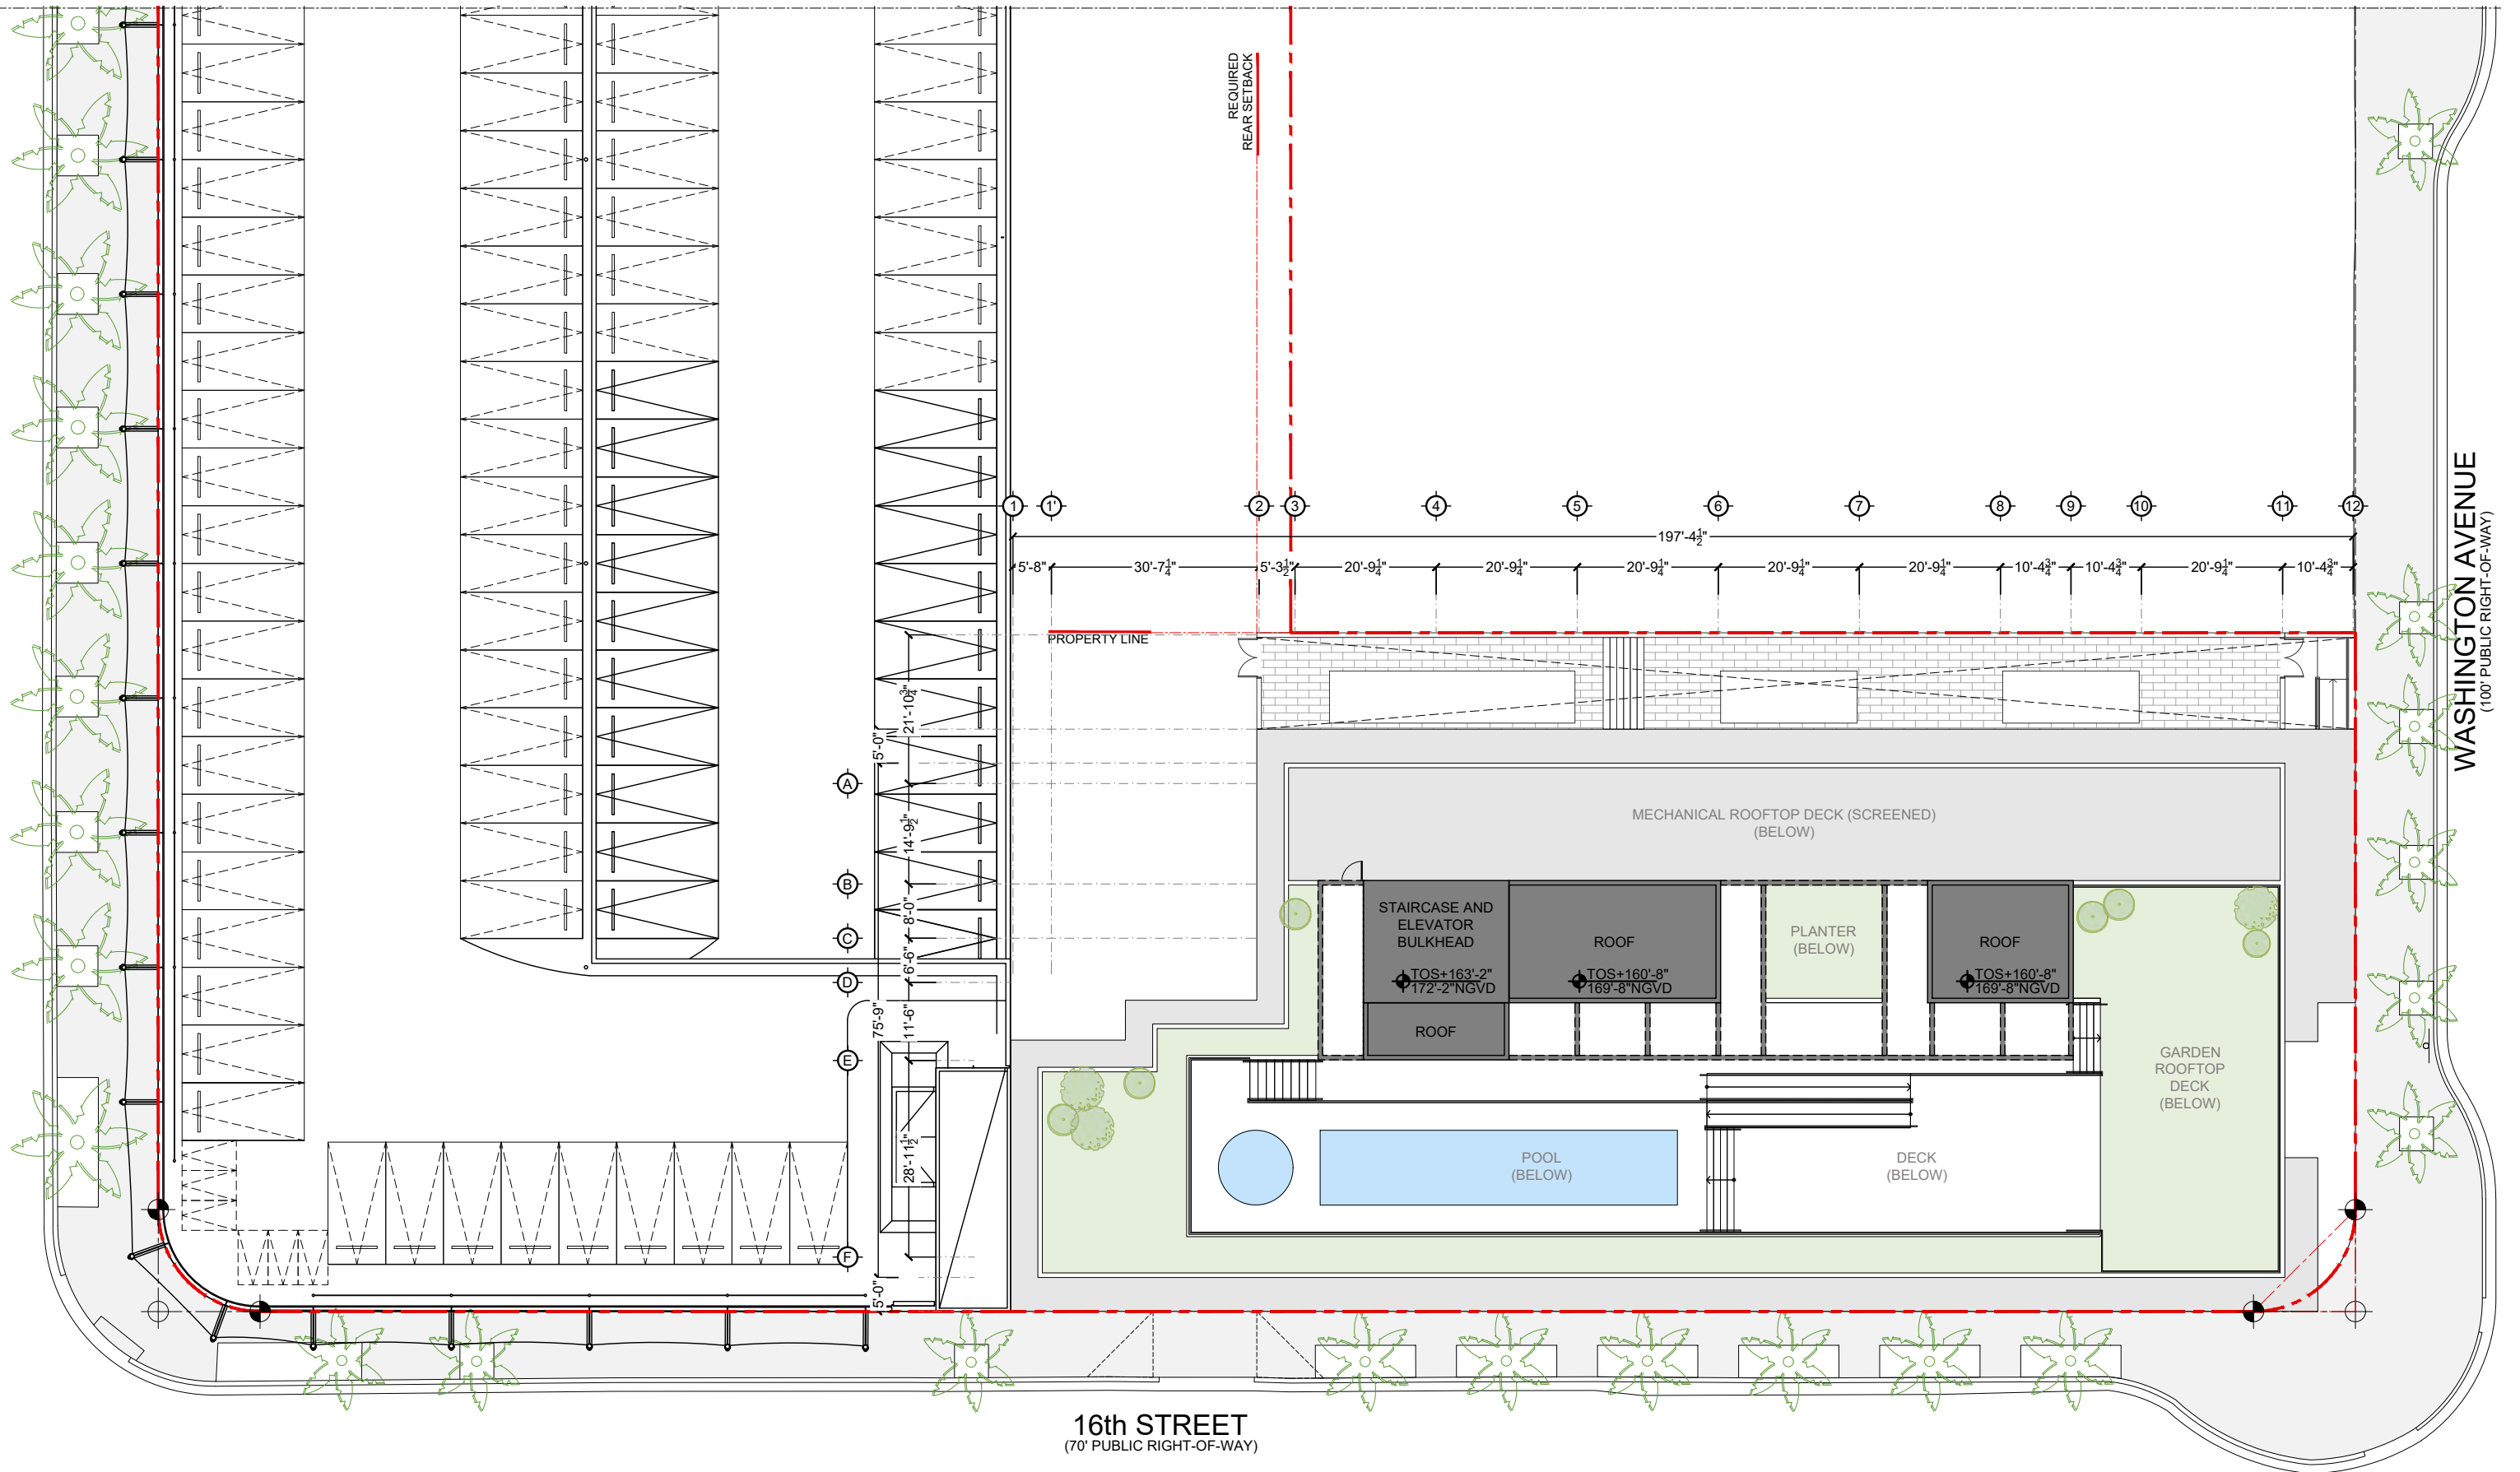 REQUIRED
REAR SETBACK
WASHINGTON AVENUE
(100' PUBLIC RIGHT-OF-WAY)
1
1'
2
3
4
5
6
7
8
9
10
11
12
197'-4½"
5'-8"
30'-7¼"
5'-3½"
20'-9¼"
20'-9¼"
20'-9¼"
20'-9¼"
20'-9¼"
10'-4¾"
10'-4¾"
20'-9¼"
10'-4¾"
PROPERTY LINE
21'-10¾"
5'-0"
A
14'-9½"
B
8'-0"
C
6'-6"
D
75'-9"
11'-6"
E
28'-11½"
F
5'-0"
MECHANICAL ROOFTOP DECK (SCREENED)
(BELOW)
STAIRCASE AND
ELEVATOR
BULKHEAD
TOS+163'-2"
172'-2"NGVD
ROOF
ROOF
TOS+160'-8"
169'-8"NGVD
PLANTER
(BELOW)
ROOF
TOS+160'-8"
169'-8"NGVD
GARDEN
ROOFTOP
DECK
(BELOW)
POOL
(BELOW)
DECK
(BELOW)
16th STREET
(70' PUBLIC RIGHT-OF-WAY)